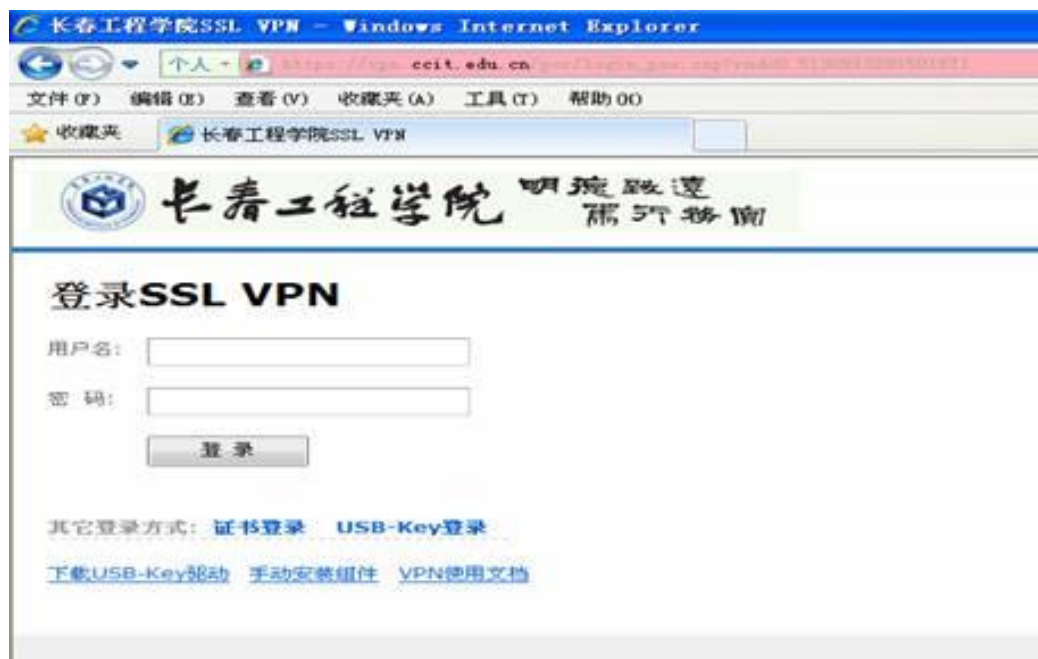 长春工程学院SSL VPN - Windows Internet Explorer
个人 ccit.edu.cn
文件(F) 编辑(E) 查看(V) 收藏夹(A) 工具(T) 帮助(H)
收藏夹 长春工程学院SSL VPN
长春工程学院
登录SSL VPN
用户名:
密 码:
登 录
其它登录方式: 证书登录 USB-Key登录
下载USB-Key驱动 手动安装组件 VPN使用文档